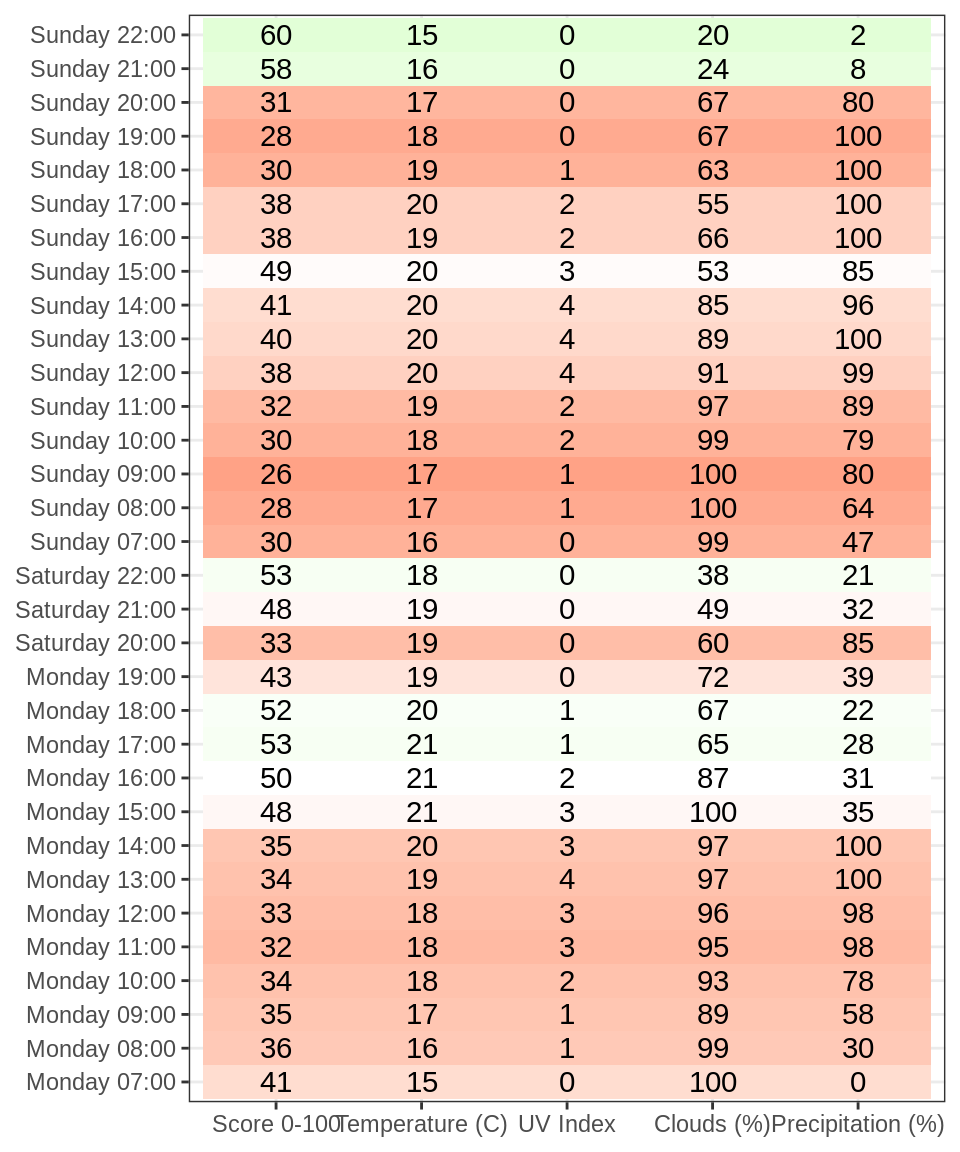 Sunday 22:00 60 15 0 20 2
Sunday 21:00 58 16 0 24 8
Sunday 20:00 31 17 0 67 80
Sunday 19:00 28 18 0 67 100
Sunday 18:00 30 19 1 63 100
Sunday 17:00 38 20 2 55 100
Sunday 16:00 38 19 2 66 100
Sunday 15:00 49 20 3 53 85
Sunday 14:00 41 20 4 85 96
Sunday 13:00 40 20 4 89 100
Sunday 12:00 38 20 4 91 99
Sunday 11:00 32 19 2 97 89
Sunday 10:00 30 18 2 99 79
Sunday 09:00 26 17 1 100 80
Sunday 08:00 28 17 1 100 64
Sunday 07:00 30 16 0 99 47
Saturday 22:00 53 18 0 38 21
Saturday 21:00 48 19 0 49 32
Saturday 20:00 33 19 0 60 85
Monday 19:00 43 19 0 72 39
Monday 18:00 52 20 1 67 22
Monday 17:00 53 21 1 65 28
Monday 16:00 50 21 2 87 31
Monday 15:00 48 21 3 100 35
Monday 14:00 35 20 3 97 100
Monday 13:00 34 19 4 97 100
Monday 12:00 33 18 3 96 98
Monday 11:00 32 18 3 95 98
Monday 10:00 34 18 2 93 78
Monday 09:00 35 17 1 89 58
Monday 08:00 36 16 1 99 30
Monday 07:00 41 15 0 100 0
Score 0-100 Temperature (C) UV Index Clouds (%) Precipitation (%)